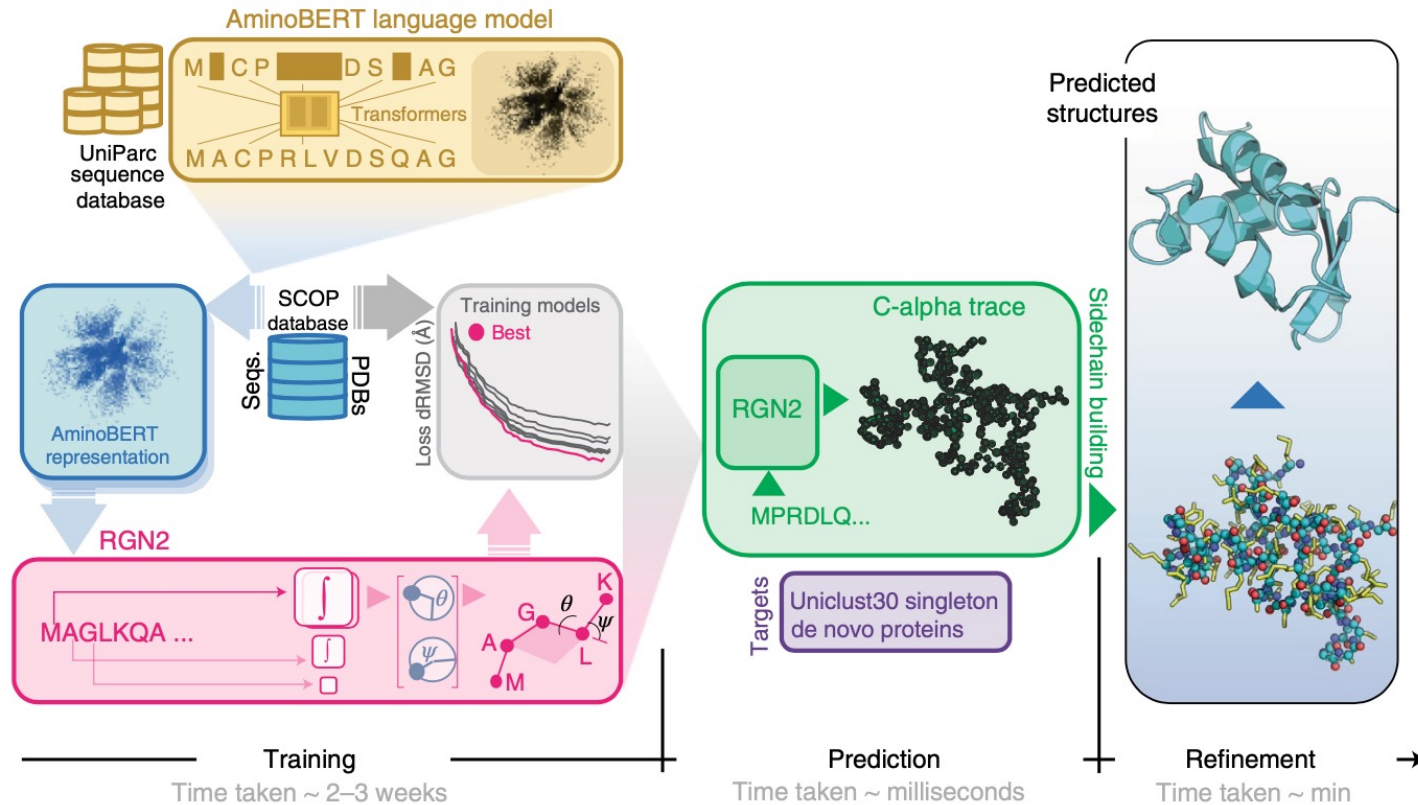 AminoBERT language model
M CP DS AG
Transformers
MACPRLVDSQAG
UniParc
sequence
database
Predicted
structures
SCOP
database
Seqs.
PDBs
AminoBERT
representation
Training models
Best
Loss dRMSD (Å)
RGN2
MAGLKQA ...
∫
∫
θ
ψ
M
A
G
L
K
θ
ψ
C-alpha trace
RGN2
MPRDLQ...
Sidechain building
Targets
Uniclust30 singleton
de novo proteins
Training
Time taken ~ 2–3 weeks
Prediction
Time taken ~ milliseconds
Refinement
Time taken ~ min